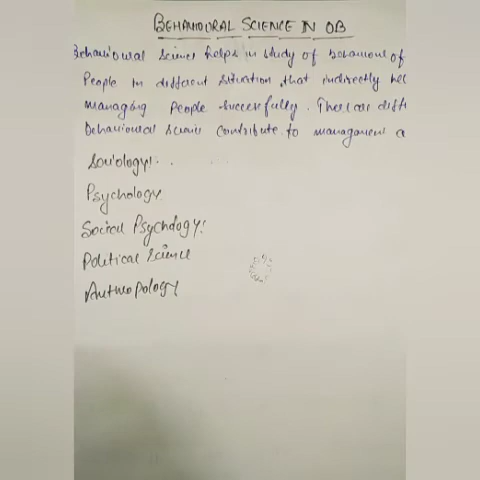 BEHAVIOURAL SCIENCE IN OB
Behavioural science helps in study of behaviour of
People in different situation, that indirectly hel
managing people successfully. There are diffe
behavioural science contribute to management a
Sociology:
Psychology
Social Psychology:
Political Science
Anthropology